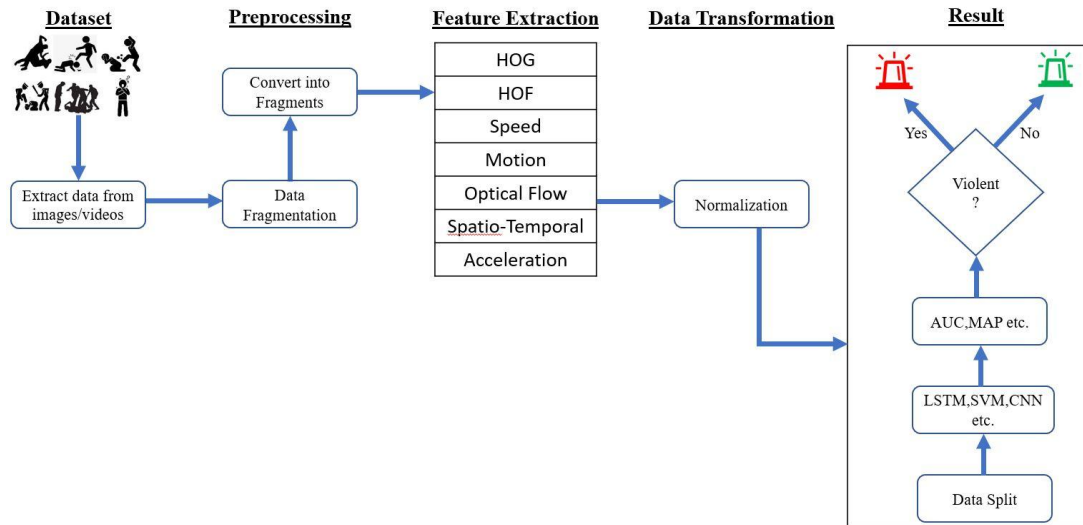 Dataset
Preprocessing
Feature Extraction
Data Transformation
Result
Extract data from
images/videos
Convert into
Fragments
Data
Fragmentation
HOG
HOF
Speed
Motion
Optical Flow
Spatio-Temporal
Acceleration
Normalization
Yes
No
Violent
?
AUC,MAP etc.
LSTM,SVM,CNN
etc.
Data Split